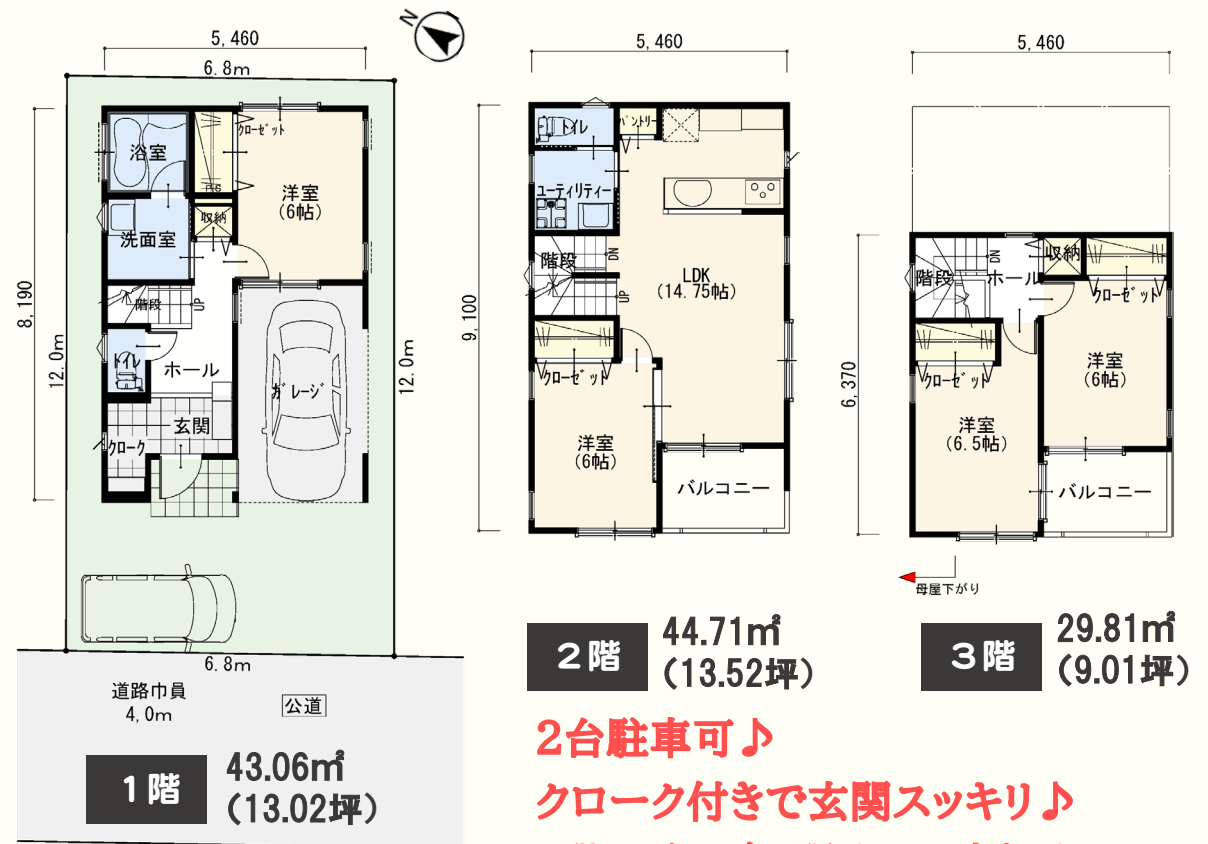 N
5,460
6.8m
8,190
12.0m
12.0m
浴室
クローゼット
洋室
(6帖)
収納
洗面室
階段
UP
トイレ
ホール
ガレージ
玄関
クローク
6.8m
道路巾員
4,0m
公道
1階
43.06㎡
(13.02坪)
5,460
9,100
トイレ
パントリー
ユーティリティー
階段
DN
UP
LDK
(14.75帖)
クローゼット
洋室
(6帖)
バルコニー
2階
44.71㎡
(13.52坪)
5,460
6,370
階段
DN
ホール
収納
クローゼット
クローゼット
洋室
(6帖)
洋室
(6.5帖)
バルコニー
母屋下がり
3階
29.81㎡
(9.01坪)
2台駐車可♪
クローク付きで玄関スッキリ♪